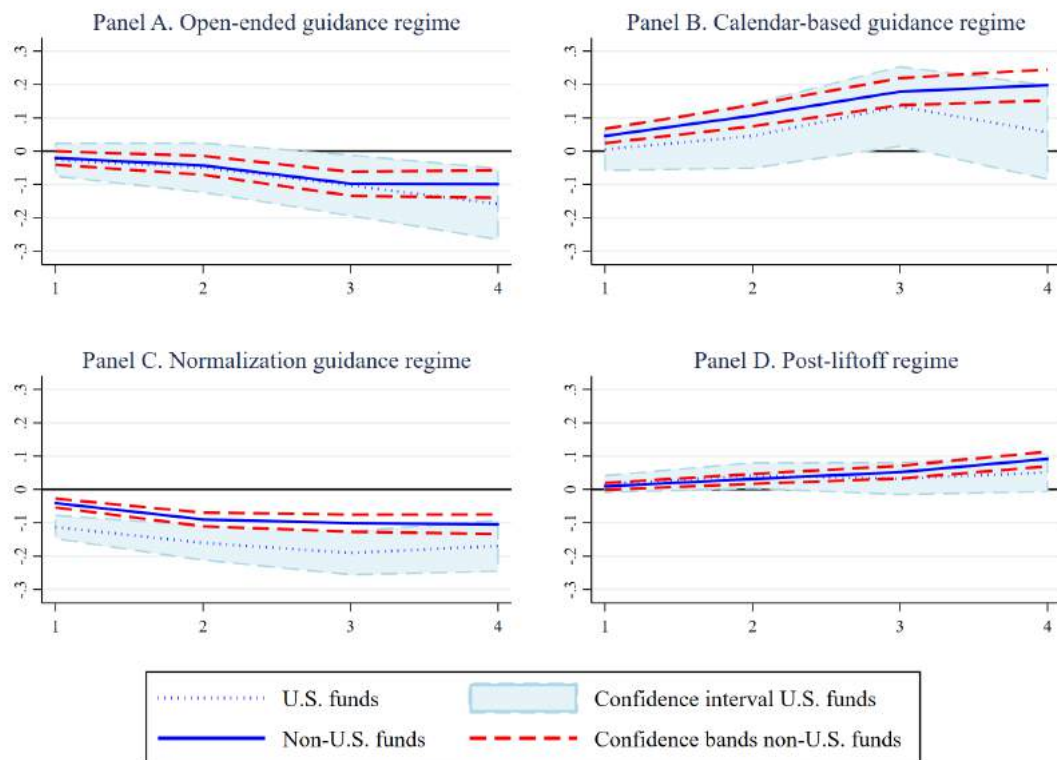 Panel A. Open-ended guidance regime
.3
.2
.1
0
-.1
-.2
-.3
1 2 3 4
Panel B. Calendar-based guidance regime
.3
.2
.1
0
-.1
-.2
-.3
1 2 3 4
Panel C. Normalization guidance regime
.3
.2
.1
0
-.1
-.2
-.3
1 2 3 4
Panel D. Post-liftoff regime
.3
.2
.1
0
-.1
-.2
-.3
1 2 3 4
U.S. funds
Confidence interval U.S. funds
Non-U.S. funds
Confidence bands non-U.S. funds